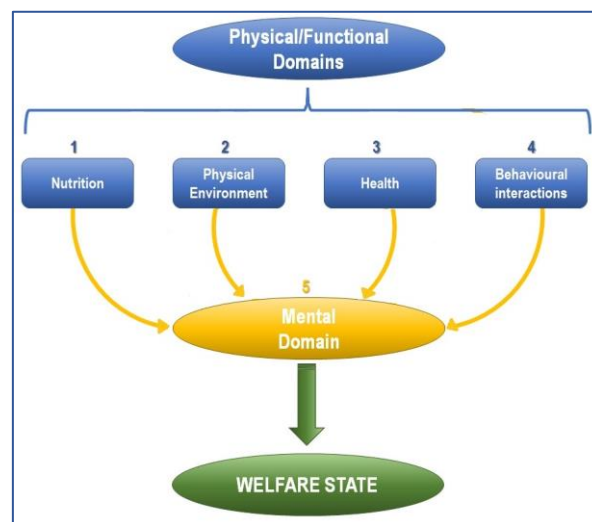 Physical/Functional
Domains
1
2
3
4
Nutrition
Physical
Environment
Health
Behavioural
interactions
5
Mental
Domain
WELFARE STATE